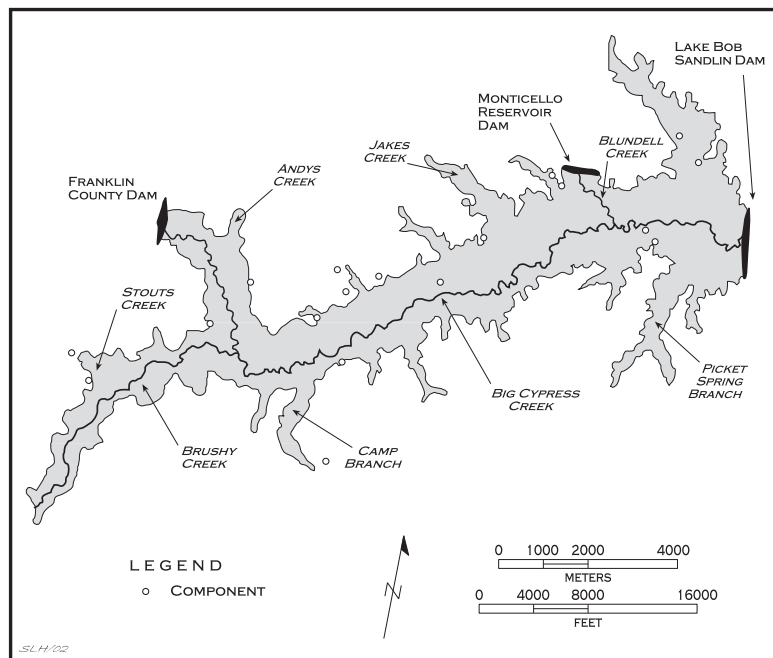 LAKE BOB
SANDLIN DAM
MONTICELLO
RESERVOIR
DAM
BLUNDELL
CREEK
JAKES
CREEK
ANDYS
CREEK
FRANKLIN
COUNTY DAM
STOUTS
CREEK
PICKET
SPRING
BRANCH
BIG CYPRESS
CREEK
BRUSHY
CREEK
CAMP
BRANCH
LEGEND
COMPONENT
N
0 1000 2000 4000
METERS
0 4000 8000 16000
FEET
SLH/02